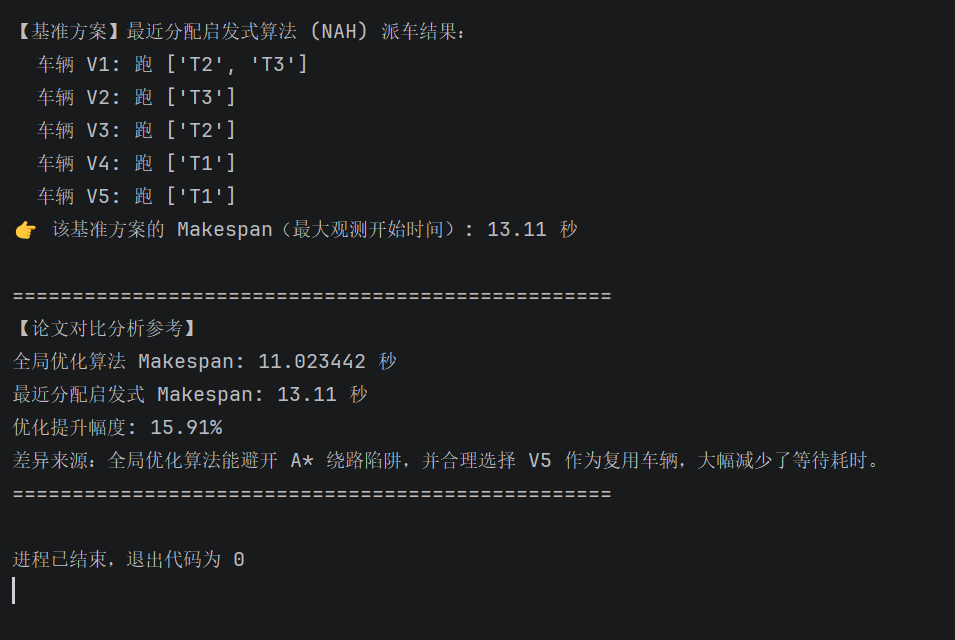 【基准方案】最近分配启发式算法 (NAH) 派车结果:
车辆 V1: 跑 ['T2', 'T3']
车辆 V2: 跑 ['T3']
车辆 V3: 跑 ['T2']
车辆 V4: 跑 ['T1']
车辆 V5: 跑 ['T1']
👉 该基准方案的 Makespan（最大观测开始时间）: 13.11 秒
==================================================
【论文对比分析参考】
全局优化算法 Makespan: 11.023442 秒
最近分配启发式 Makespan: 13.11 秒
优化提升幅度: 15.91%
差异来源：全局优化算法能避开 A* 绕路陷阱，并合理选择 V5 作为复用车辆，大幅减少了等待耗时。
==================================================
进程已结束，退出代码为 0